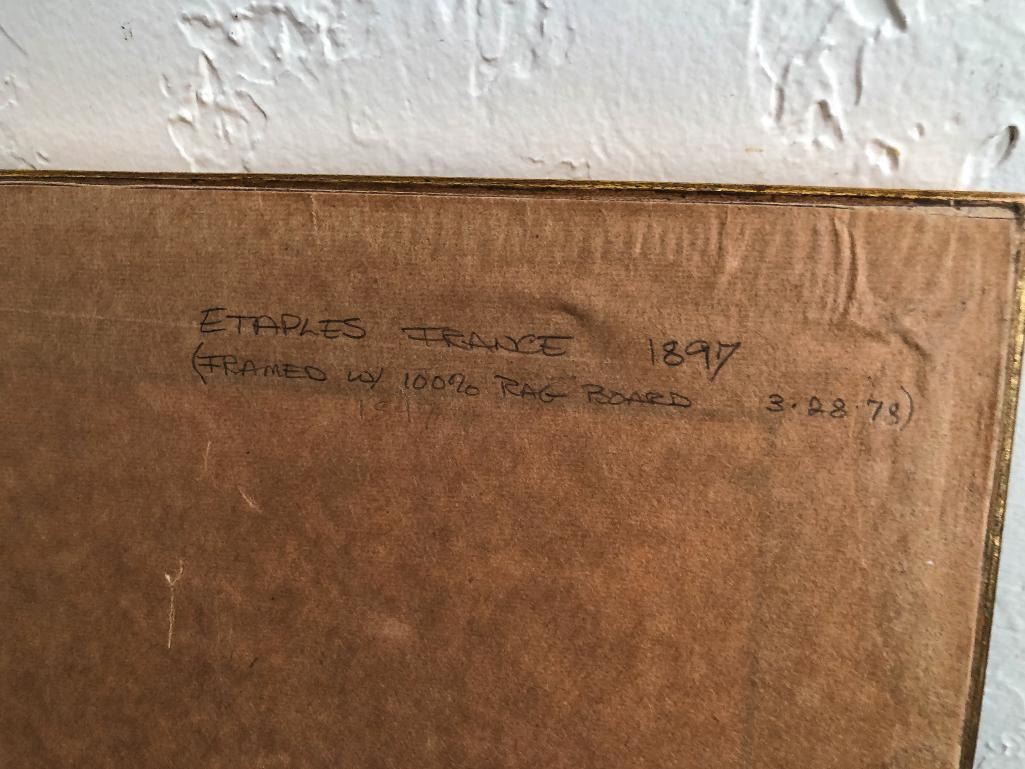 ETAPLES FRANCE 1897
(FRAMED W/ 100% RAG BOARD 3.28.78)